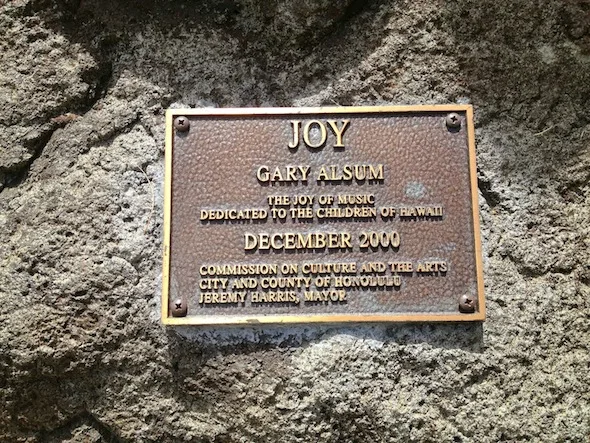 JOY
GARY ALSUM
THE JOY OF MUSIC
DEDICATED TO THE CHILDREN OF HAWAII
DECEMBER 2000
COMMISSION ON CULTURE AND THE ARTS
CITY AND COUNTY OF HONOLULU
JEREMY HARRIS, MAYOR